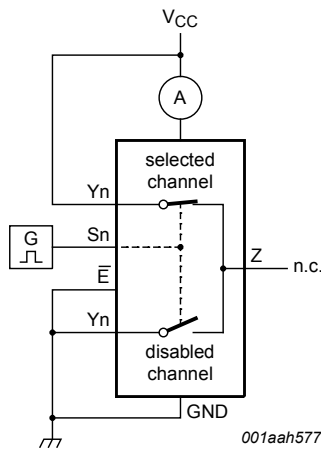 VCC
A
selected
channel
Yn
G
Sn
E
Z
n.c.
Yn
disabled
channel
GND
001aah577